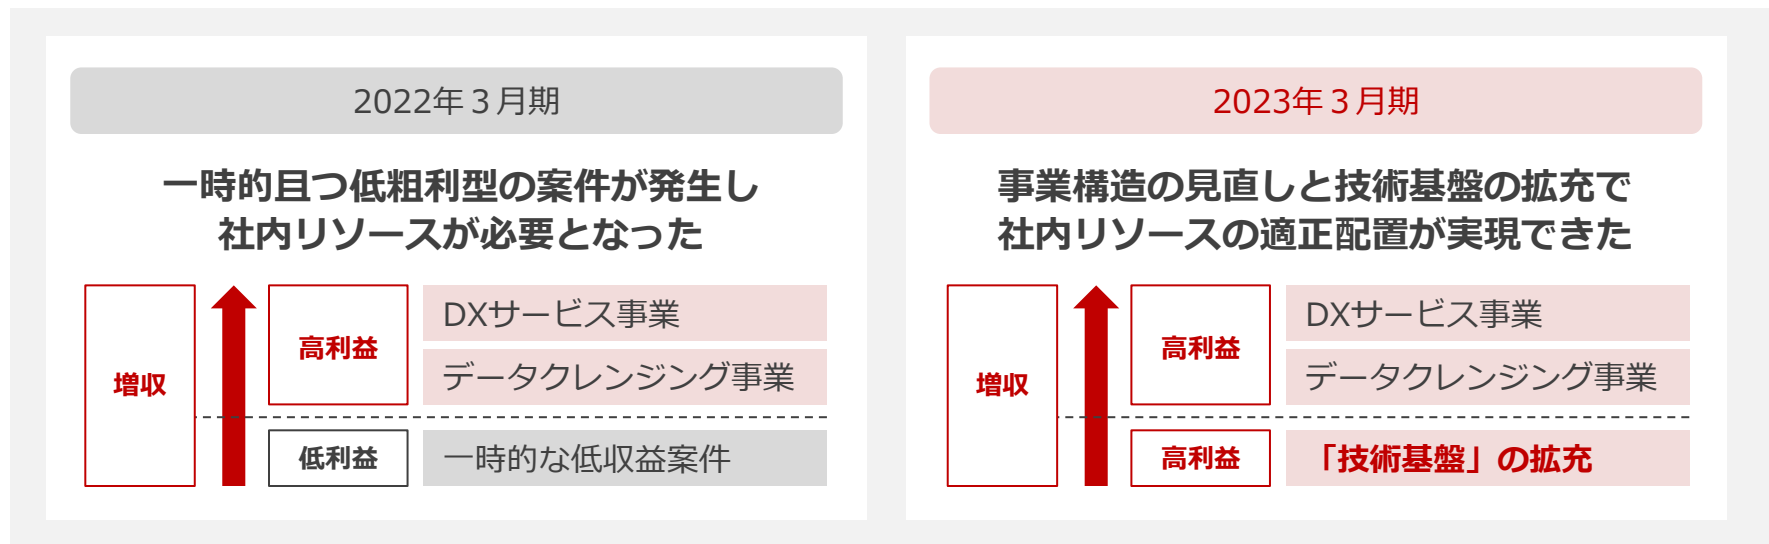 2022年３月期
一時的且つ低粗利型の案件が発生し
社内リソースが必要となった
増収
高利益
DXサービス事業
データクレンジング事業
低利益
一時的な低収益案件
2023年３月期
事業構造の見直しと技術基盤の拡充で
社内リソースの適正配置が実現できた
増収
高利益
DXサービス事業
データクレンジング事業
高利益
「技術基盤」の拡充